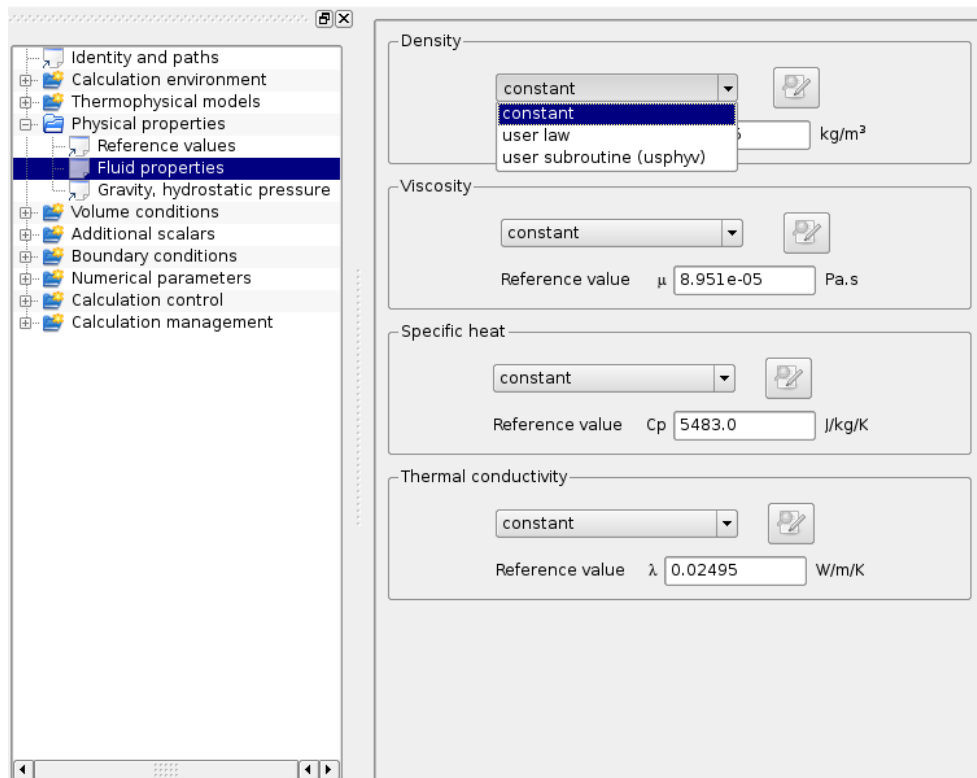 Identity and paths
Calculation environment
Thermophysical models
Physical properties
Reference values
Fluid properties
Gravity, hydrostatic pressure
Volume conditions
Additional scalars
Boundary conditions
Numerical parameters
Calculation control
Calculation management
Density
constant
constant
user law
user subroutine (usphyv)
kg/m³
Viscosity
constant
Reference value μ 8.951e-05 Pa.s
Specific heat
constant
Reference value Cp 5483.0 J/kg/K
Thermal conductivity
constant
Reference value λ 0.02495 W/m/K